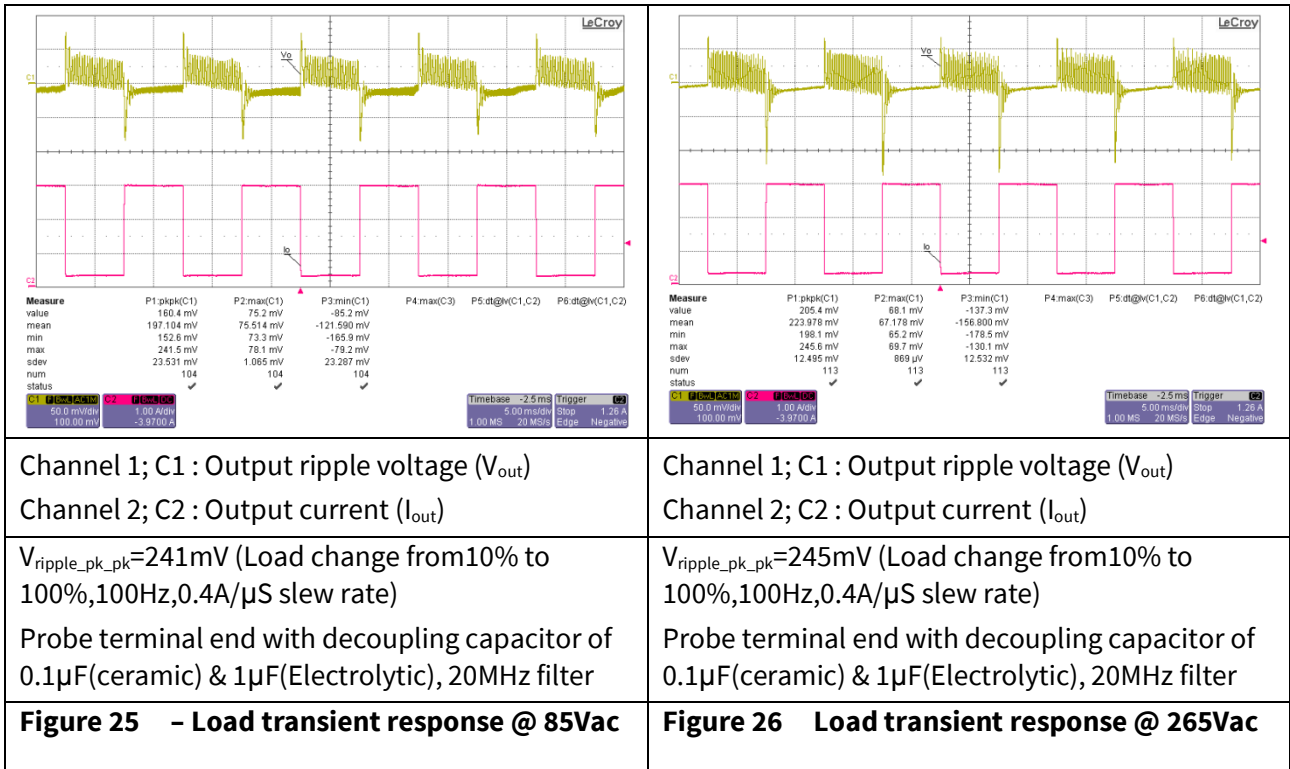 LeCroy
Vo
C1
Io
C2
Measure P1:pkpk(C1) P2:max(C1) P3:min(C1) P4:max(C3) P5:dt@lv(C1,C2) P6:dt@lv(C1,C2)
value 160.4 mV 75.2 mV -85.2 mV
mean 197.104 mV 75.514 mV -121.590 mV
min 152.6 mV 73.3 mV -165.9 mV
max 241.5 mV 78.1 mV -79.2 mV
sdev 23.531 mV 1.065 mV 23.287 mV
num 104 104 104
status ✓ ✓ ✓
C1 F BwL AC1M C2 F BwL DC Timebase -2.5 ms Trigger C2
50.0 mV/div 1.00 A/div 5.00 ms/div Stop 1.26 A
100.00 mV -3.9700 A 1.00 MS 20 MS/s Edge Negative
LeCroy
Vo
C1
Io
C2
Measure P1:pkpk(C1) P2:max(C1) P3:min(C1) P4:max(C3) P5:dt@lv(C1,C2) P6:dt@lv(C1,C2)
value 205.4 mV 68.1 mV -137.3 mV
mean 223.978 mV 67.178 mV -156.800 mV
min 198.1 mV 65.2 mV -178.5 mV
max 245.6 mV 69.7 mV -130.1 mV
sdev 12.495 mV 869 µV 12.532 mV
num 113 113 113
status ✓ ✓ ✓
C1 F BwL AC1M C2 F BwL DC Timebase -2.5 ms Trigger C2
50.0 mV/div 1.00 A/div 5.00 ms/div Stop 1.26 A
100.00 mV -3.9700 A 1.00 MS 20 MS/s Edge Negative
Channel 1; C1 : Output ripple voltage (Vout)
Channel 2; C2 : Output current (Iout)
Channel 1; C1 : Output ripple voltage (Vout)
Channel 2; C2 : Output current (Iout)
Vripple_pk_pk=241mV (Load change from10% to
100%,100Hz,0.4A/µS slew rate)
Probe terminal end with decoupling capacitor of
0.1µF(ceramic) & 1µF(Electrolytic), 20MHz filter
Vripple_pk_pk=245mV (Load change from10% to
100%,100Hz,0.4A/µS slew rate)
Probe terminal end with decoupling capacitor of
0.1µF(ceramic) & 1µF(Electrolytic), 20MHz filter
Figure 25 – Load transient response @ 85Vac
Figure 26 Load transient response @ 265Vac